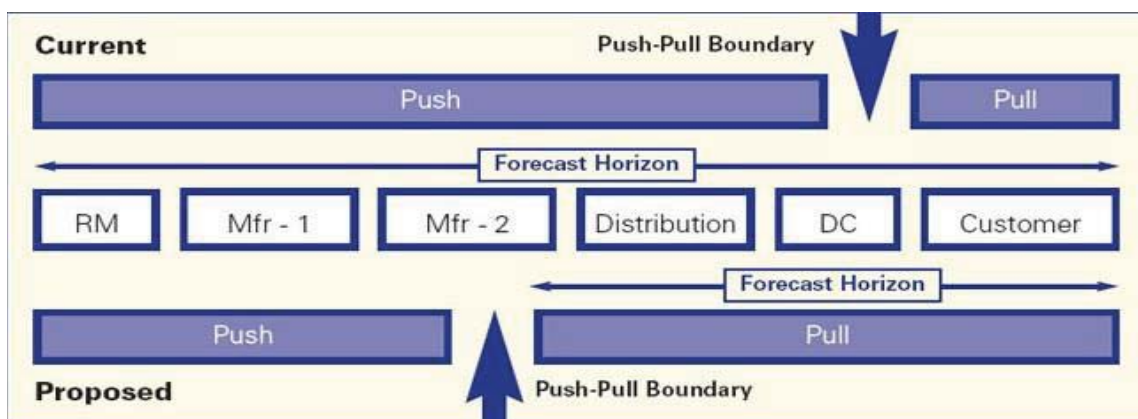 Current
Push-Pull Boundary
Push
Pull
Forecast Horizon
RM
Mfr - 1
Mfr - 2
Distribution
DC
Customer
Forecast Horizon
Push
Pull
Proposed
Push-Pull Boundary